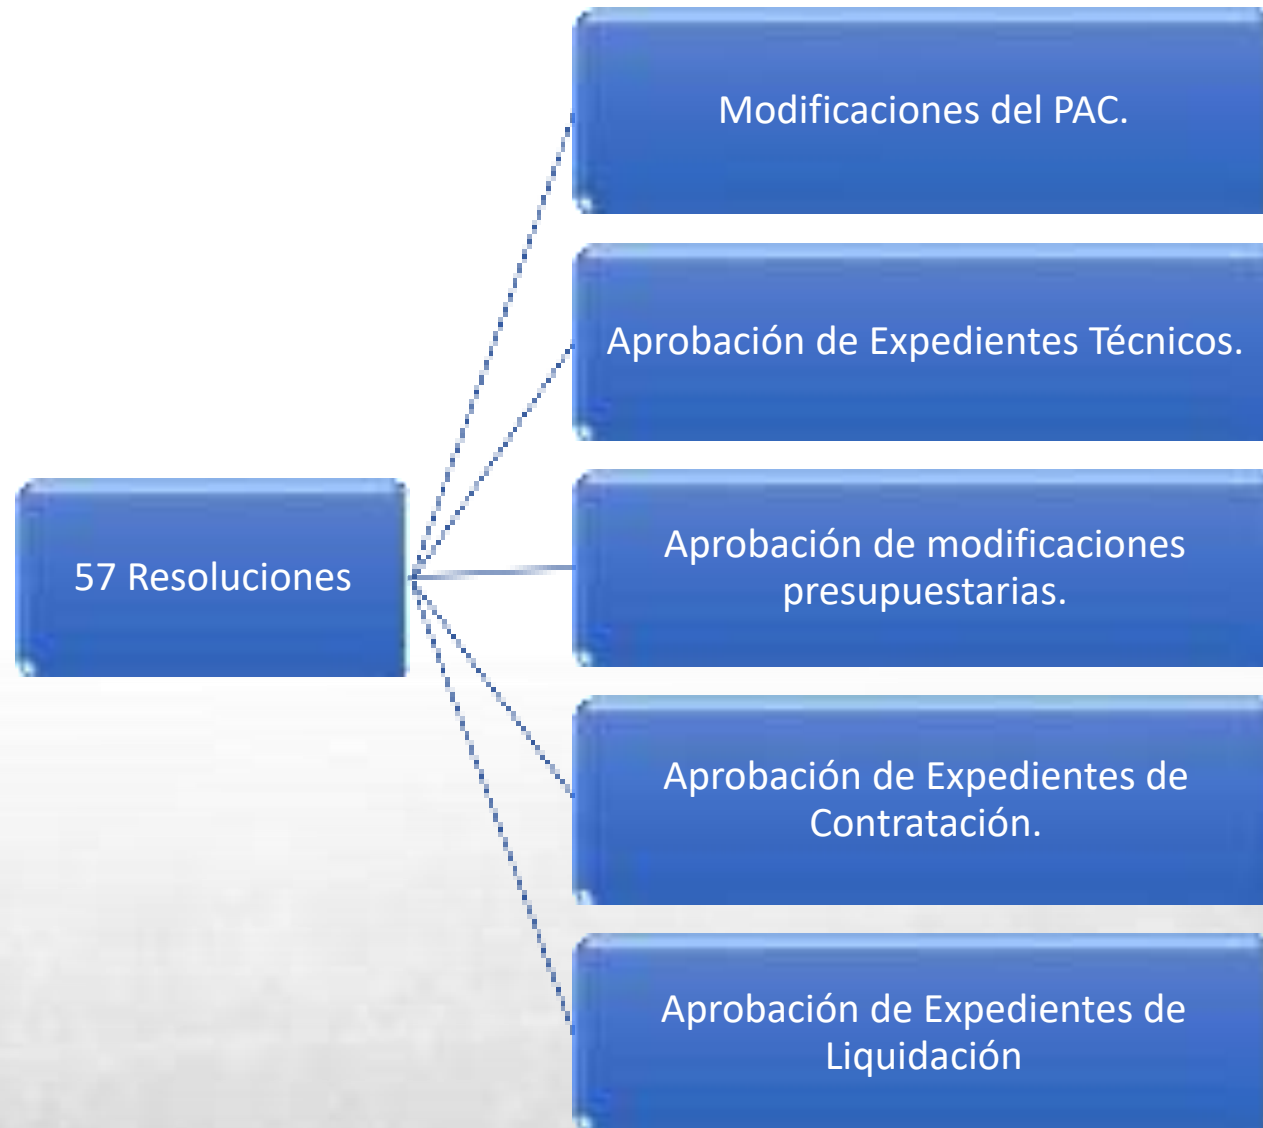 Modificaciones del PAC.
Aprobación de Expedientes Técnicos.
57 Resoluciones
Aprobación de modificaciones
presupuestarias.
Aprobación de Expedientes de
Contratación.
Aprobación de Expedientes de
Liquidación